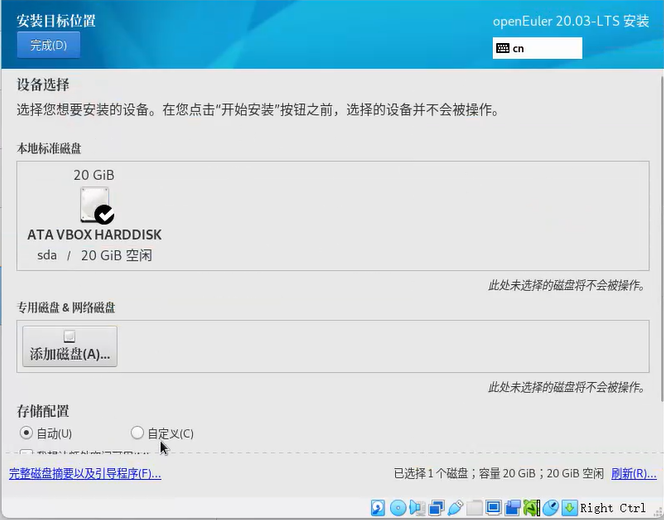 安装目标位置
openEuler 20.03-LTS 安装
完成(D)
cn
设备选择
选择您想要安装的设备。在您点击“开始安装”按钮之前，选择的设备并不会被操作。
本地标准磁盘
20 GiB
ATA VBOX HARDDISK
sda / 20 GiB 空闲
此处未选择的磁盘将不会被操作。
专用磁盘 & 网络磁盘
添加磁盘(A)...
此处未选择的磁盘将不会被操作。
存储配置
自动(U) 自定义(C)
完整磁盘摘要以及引导程序(F)...
已选择 1 个磁盘；容量 20 GiB；20 GiB 空闲 刷新(R)...
Right Ctrl